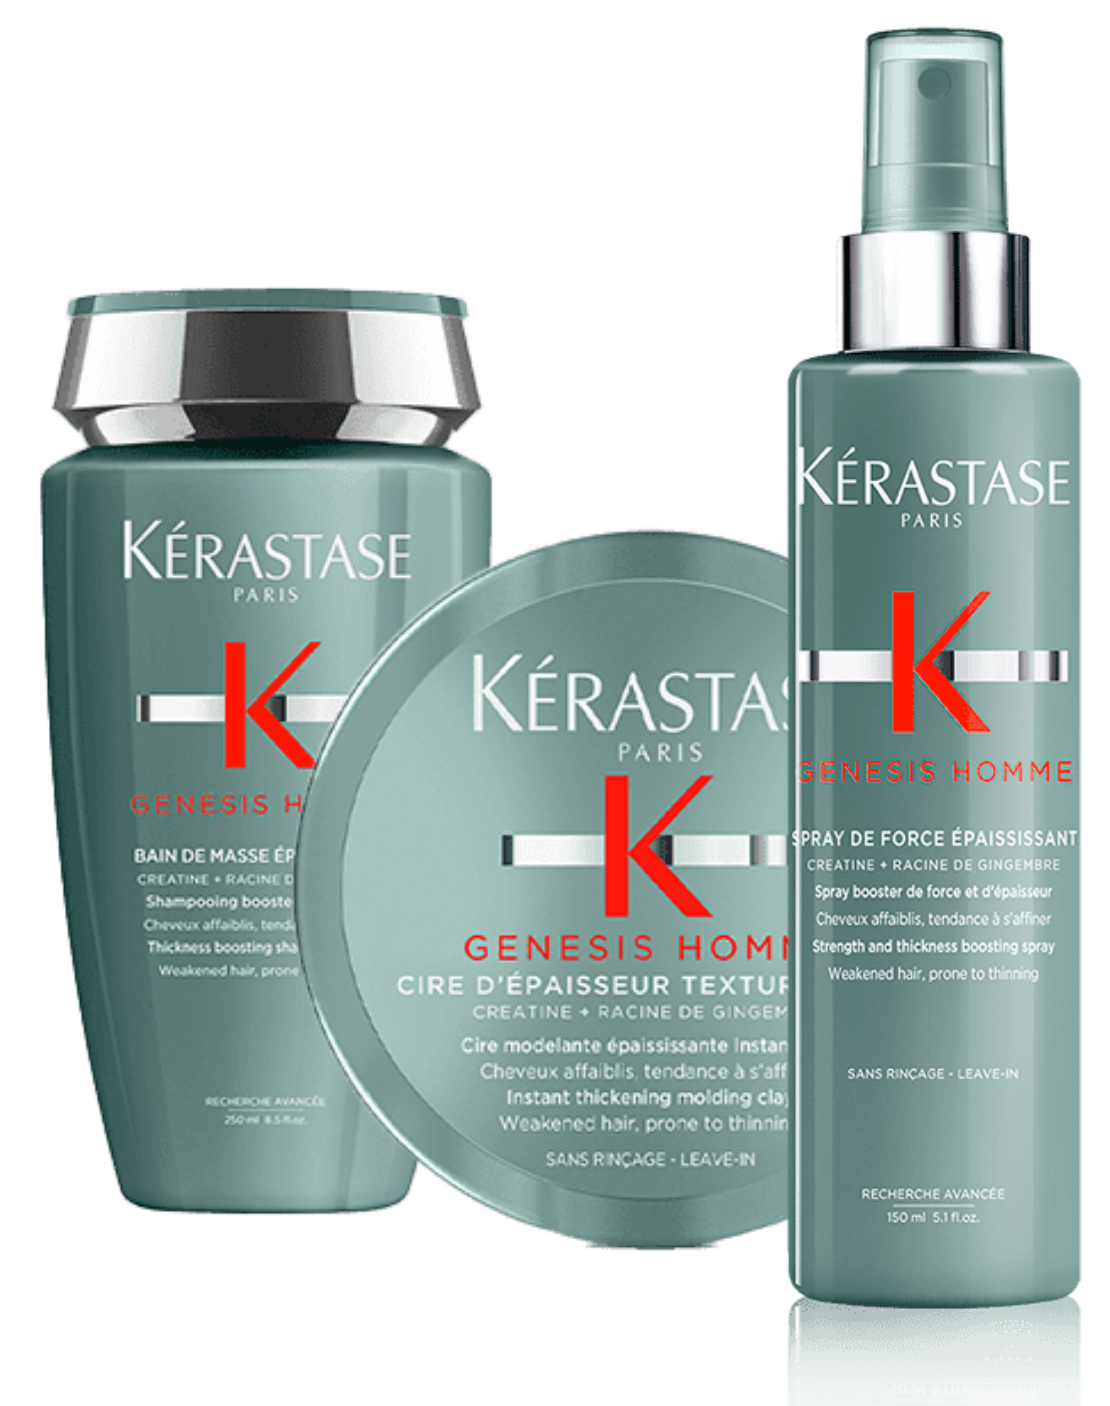 KÉRASTASE
PARIS
K
GENESIS H
BAIN DE MASSE ÉP
CREATINE + RACINE D
Shampooing booste
Cheveux affaiblis, tenda
Thickness boosting sha
Weakened hair, prone
RECHERCHE AVANCÉE
250 ml 8.5 fl.oz.
KÉRASTAS
PARIS
K
GENESIS HOM
CIRE D'ÉPAISSEUR TEXTUR
CREATINE + RACINE DE GINGEM
Cire modelante épaississante Instan
Cheveux affaiblis, tendance à s'aff
Instant thickening molding clay
Weakened hair, prone to thinnin
SANS RINÇAGE - LEAVE-IN
KÉRASTASE
PARIS
K
GENESIS HOMME
SPRAY DE FORCE ÉPAISSISSANT
CREATINE + RACINE DE GINGEMBRE
Spray booster de force et d'épaisseur
Cheveux affaiblis, tendance à s'affiner
Strength and thickness boosting spray
Weakened hair, prone to thinning
SANS RINÇAGE - LEAVE-IN
RECHERCHE AVANCÉE
150 ml 5.1 fl.oz.